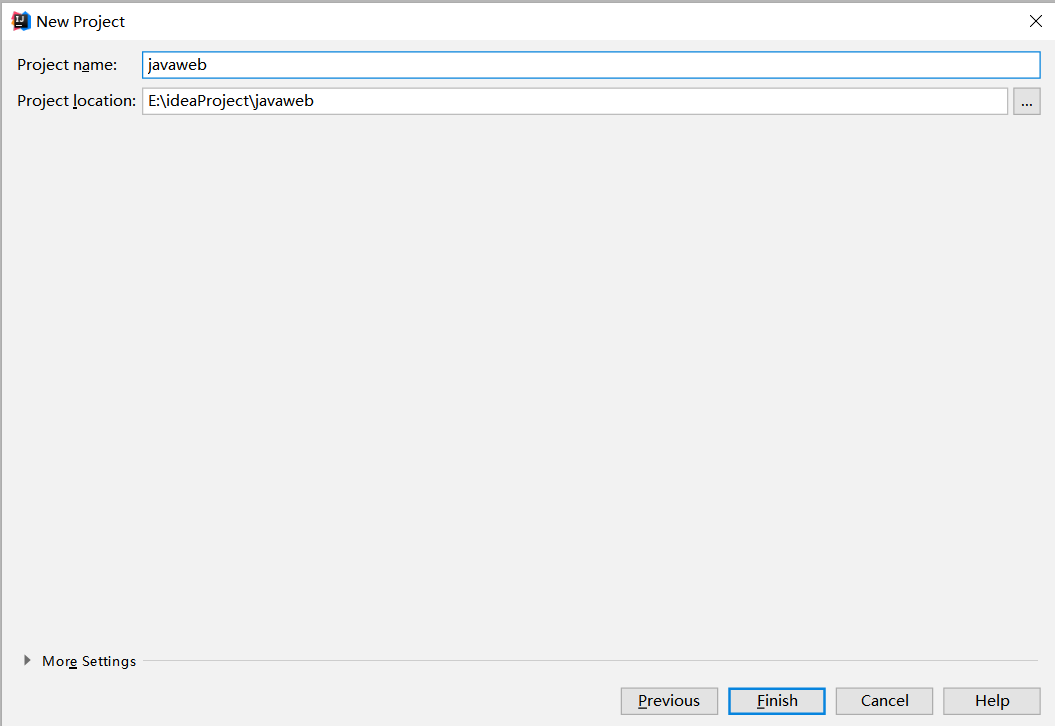 New Project
Project name: javaweb
Project location: E:\ideaProject\javaweb ...
More Settings
Previous Finish Cancel Help